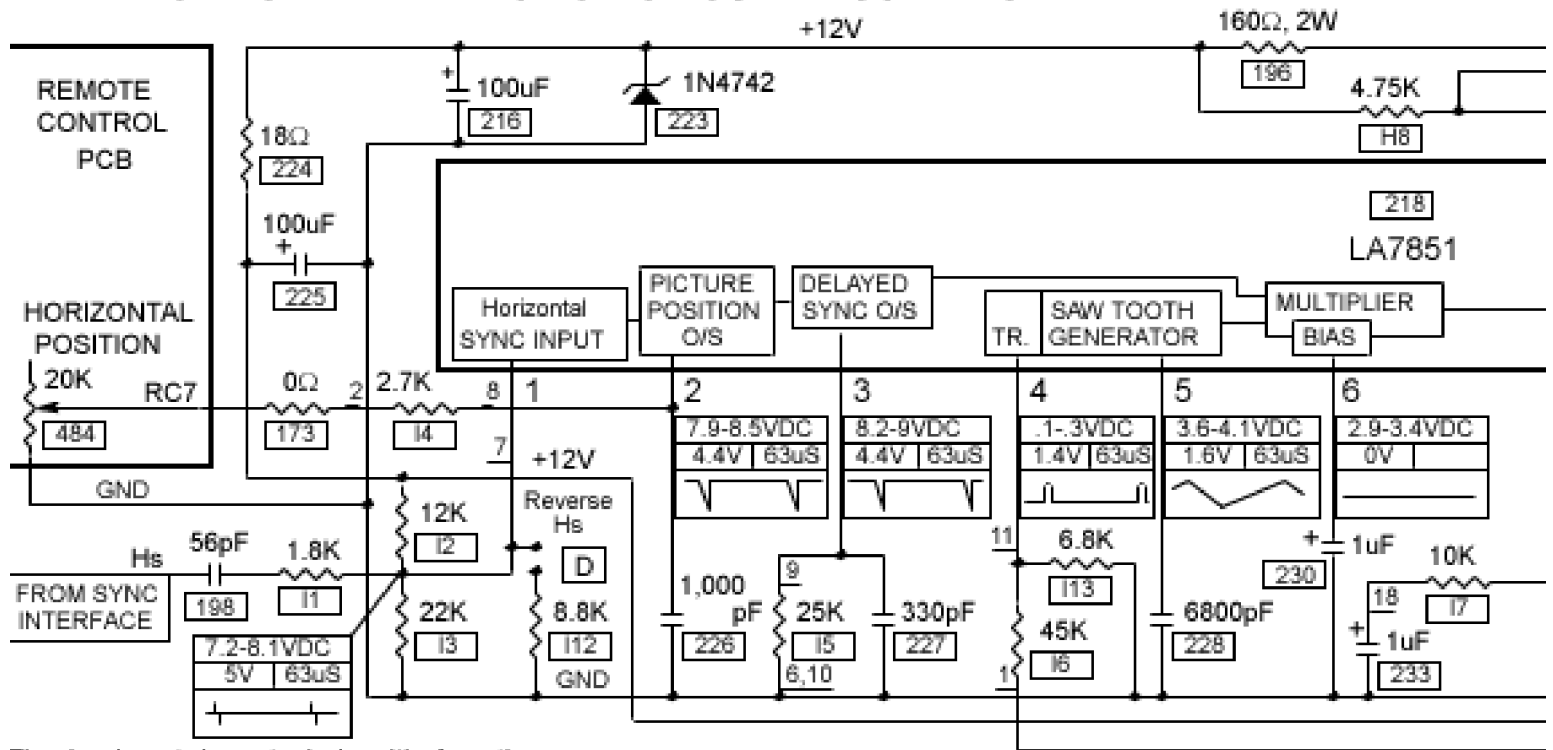 +12V
160Ω, 2W
196
4.75K
H8
REMOTE
CONTROL
PCB
18Ω
224
+
100uF
216
1N4742
223
100uF
+
225
218
LA7851
HORIZONTAL
POSITION
20K
484
RC7
0Ω
173
2
2.7K
I4
8
Horizontal
SYNC INPUT
PICTURE
POSITION
O/S
DELAYED
SYNC O/S
TR.
SAW TOOTH
GENERATOR
MULTIPLIER
BIAS
1
2
3
4
5
6
7.9-8.5VDC
4.4V
63uS
8.2-9VDC
4.4V
63uS
.1-.3VDC
1.4V
63uS
3.6-4.1VDC
1.6V
63uS
2.9-3.4VDC
0V
GND
7
+12V
Reverse
Hs
D
12K
I2
Hs
56pF
198
1.8K
I1
FROM SYNC
INTERFACE
22K
I3
8.8K
I12
GND
7.2-8.1VDC
5V
63uS
1,000
pF
226
9
25K
I5
6,10
330pF
227
11
6.8K
I13
45K
I6
1
6800pF
228
+
1uF
230
10K
I7
18
+
1uF
233